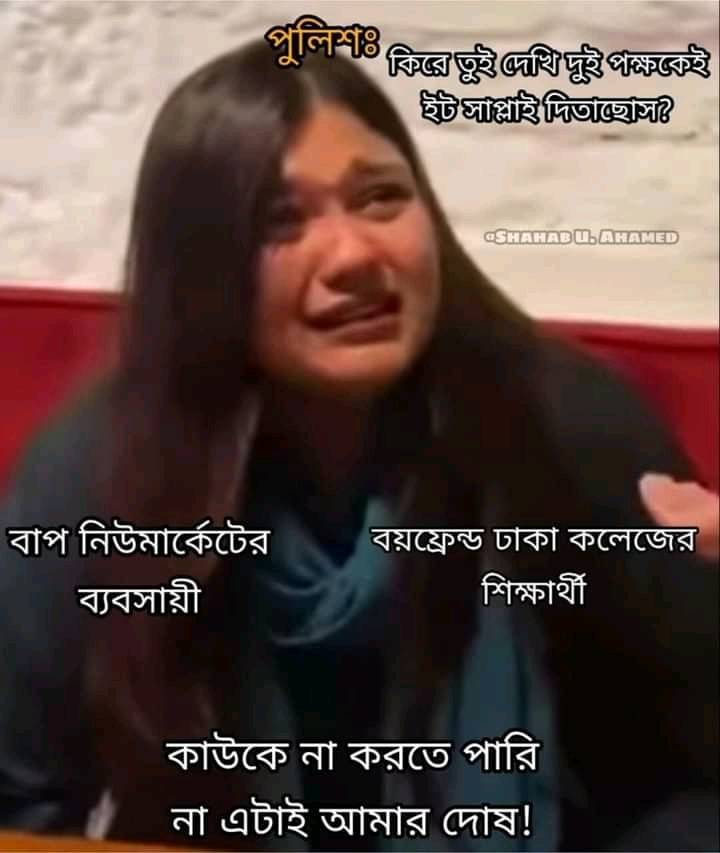 পুলিশঃ
কিরে তুই দেখি দুই পক্ষকেই
ইট সাপ্লাই দিতাছোস?
@SHAHAB U. AHAMED
বাপ নিউমার্কেটের
ব্যবসায়ী
বয়ফ্রেন্ড ঢাকা কলেজের
শিক্ষার্থী
কাউকে না করতে পারি
না এটাই আমার দোষ!